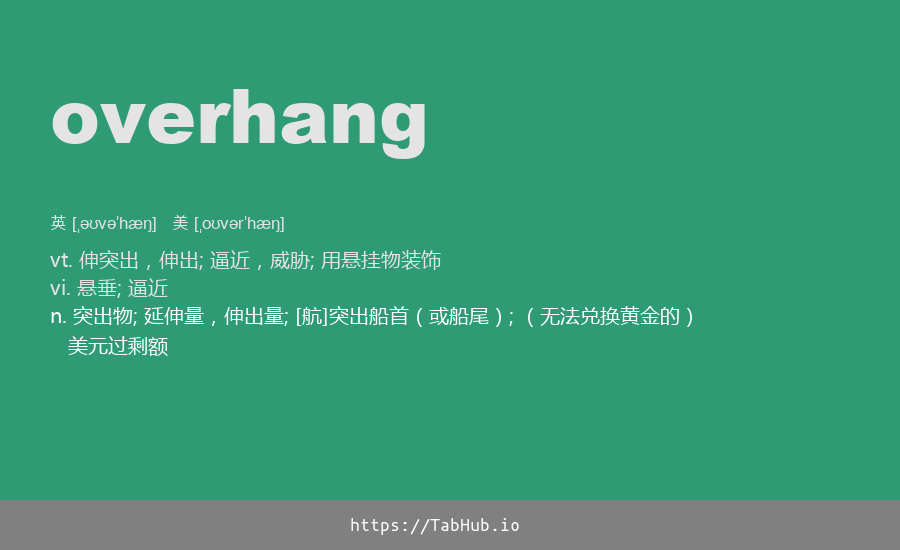 overhang
英 [ˌəʊvəˈhæŋ] 美 [ˌoʊvərˈhæŋ]
vt. 伸突出，伸出; 逼近，威胁; 用悬挂物装饰
vi. 悬垂; 逼近
n. 突出物; 延伸量，伸出量; [航]突出船首（或船尾）; （无法兑换黄金的）
美元过剩额
https://TabHub.io